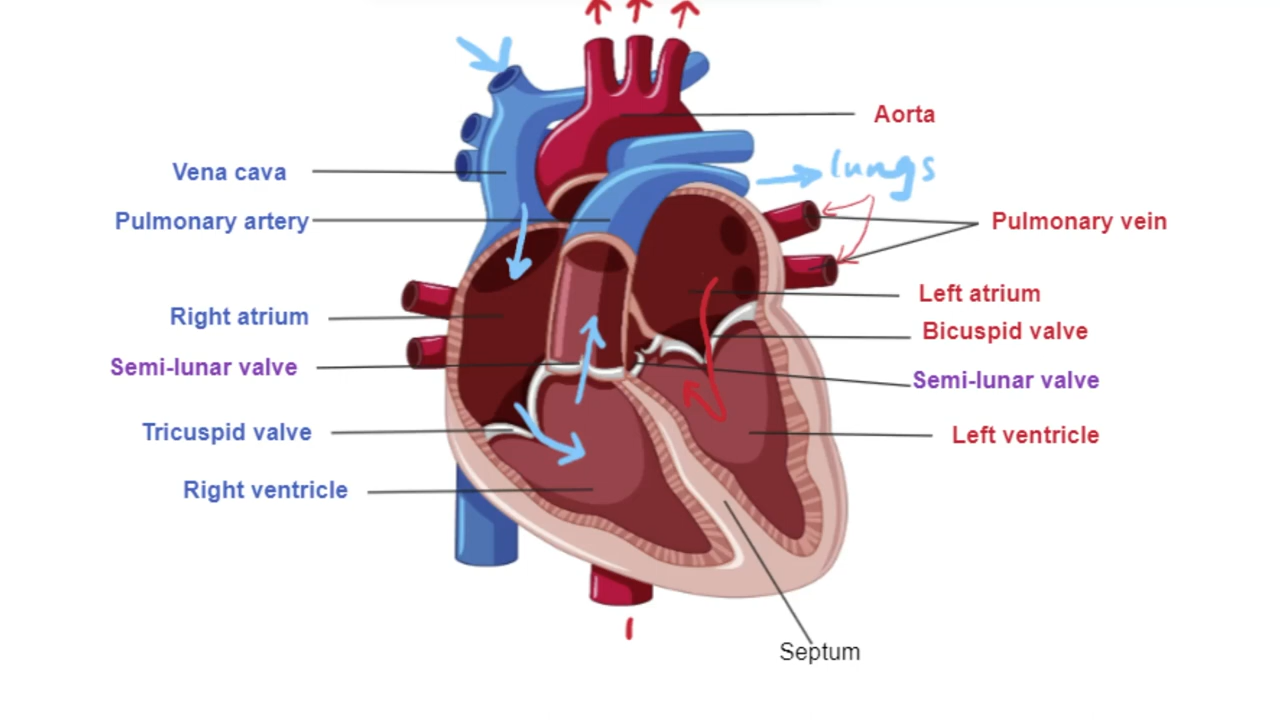 Aorta
lungs
Vena cava
Pulmonary artery
Pulmonary vein
Left atrium
Right atrium
Bicuspid valve
Semi-lunar valve
Semi-lunar valve
Tricuspid valve
Left ventricle
Right ventricle
Septum